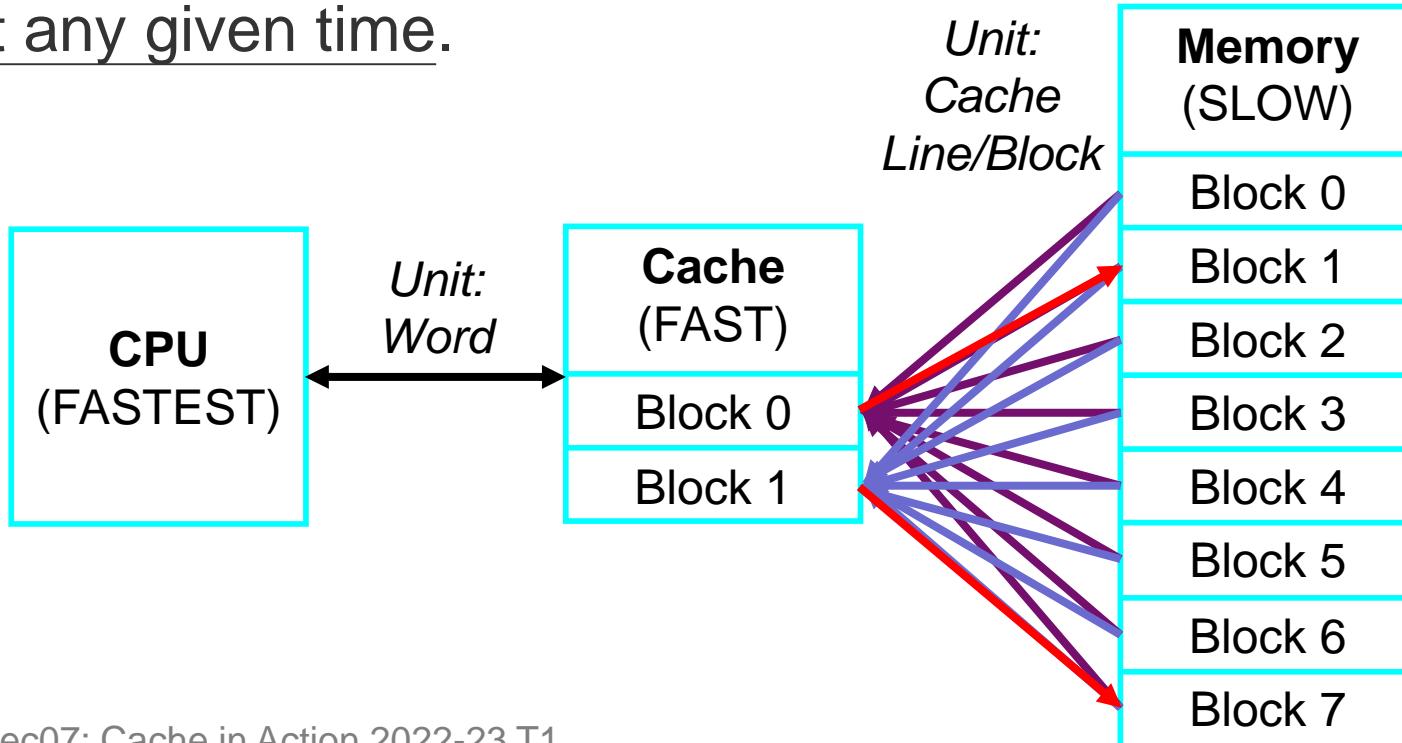 t any given time.
CPU
(FASTEST)
Unit:
Word
Cache
(FAST)
Block 0
Block 1
Unit:
Cache
Line/Block
Memory
(SLOW)
Block 0
Block 1
Block 2
Block 3
Block 4
Block 5
Block 6
Block 7
ec07: Cache in Action 2022-23 T1